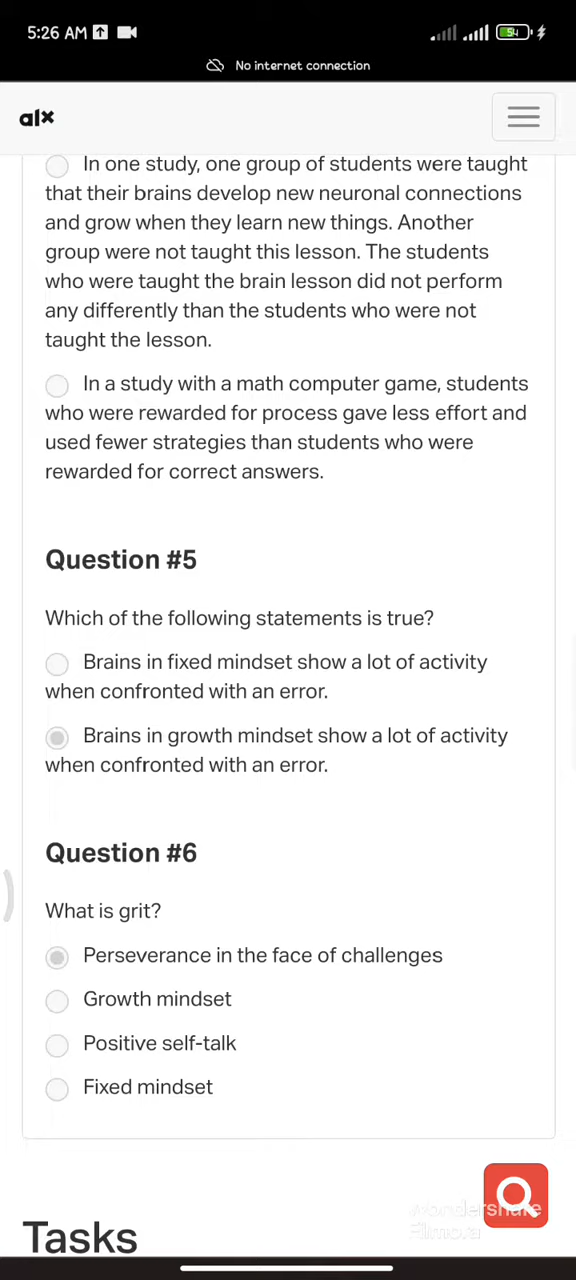 5:26 AM
54
No internet connection
alx
In one study, one group of students were taught
that their brains develop new neuronal connections
and grow when they learn new things. Another
group were not taught this lesson. The students
who were taught the brain lesson did not perform
any differently than the students who were not
taught the lesson.
In a study with a math computer game, students
who were rewarded for process gave less effort and
used fewer strategies than students who were
rewarded for correct answers.
Question #5
Which of the following statements is true?
Brains in fixed mindset show a lot of activity
when confronted with an error.
Brains in growth mindset show a lot of activity
when confronted with an error.
Question #6
What is grit?
Perseverance in the face of challenges
Growth mindset
Positive self-talk
Fixed mindset
Tasks
Wondershare
Filmora